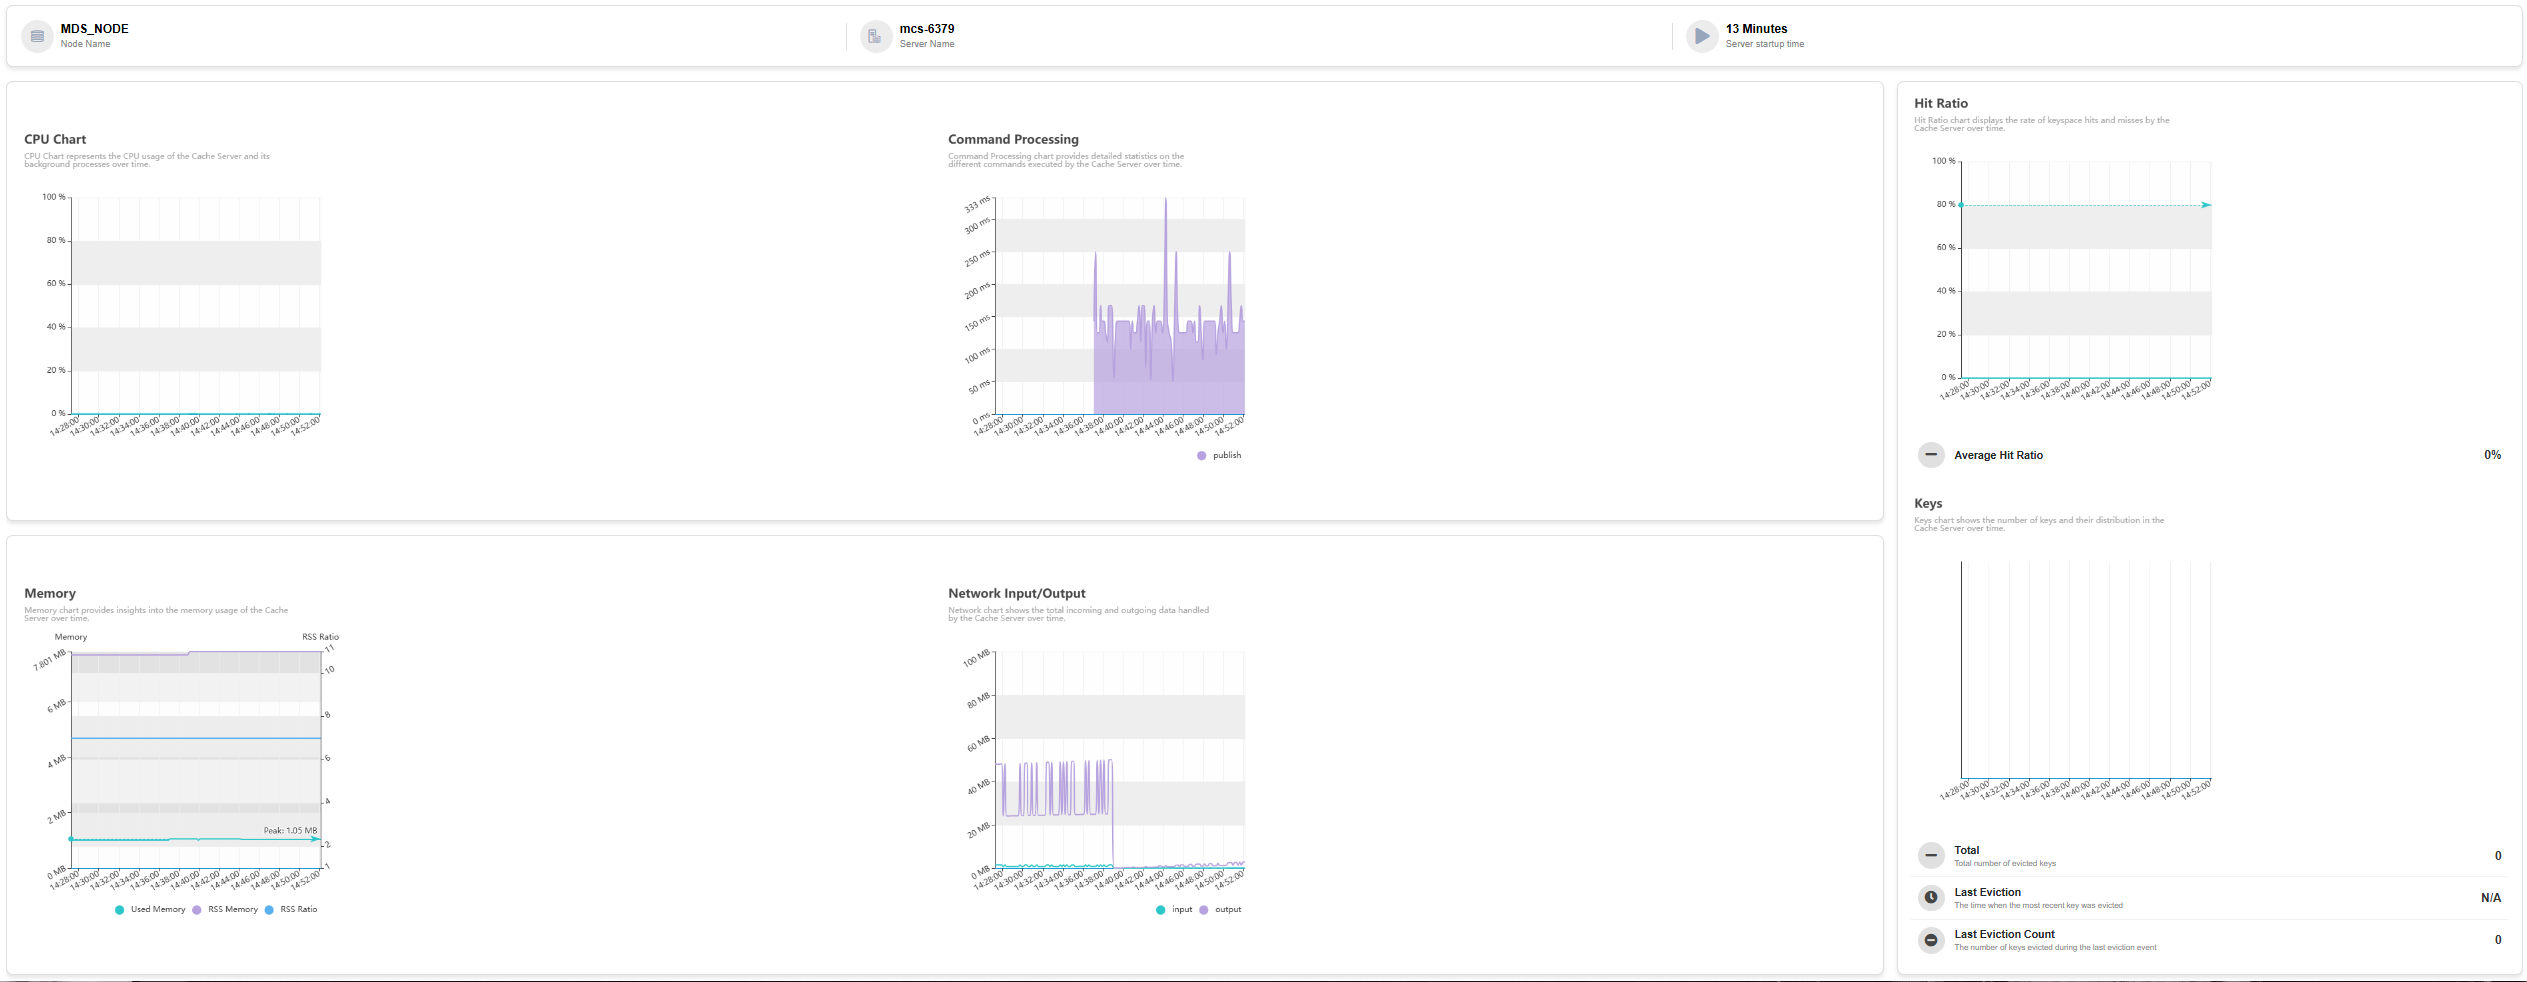 MDS_NODE
Node Name
mcs-6379
Server Name
13 Minutes
Server startup time
CPU Chart
CPU Chart represents the CPU usage of the Cache Server and its
background processes over time.
100 %
80 %
60 %
40 %
20 %
0 %
14:28:00
14:30:00
14:32:00
14:34:00
14:36:00
14:38:00
14:40:00
14:42:00
14:44:00
14:46:00
14:48:00
14:50:00
14:52:00
Command Processing
Command Processing chart provides detailed statistics on the
different commands executed by the Cache Server over time.
333 ms
300 ms
250 ms
200 ms
150 ms
100 ms
50 ms
0 ms
14:28:00
14:30:00
14:32:00
14:34:00
14:36:00
14:38:00
14:40:00
14:42:00
14:44:00
14:46:00
14:48:00
14:50:00
14:52:00
publish
Hit Ratio
Hit Ratio chart displays the rate of keyspace hits and misses by the
Cache Server over time.
100 %
80 %
60 %
40 %
20 %
0 %
14:28:00
14:30:00
14:32:00
14:34:00
14:36:00
14:38:00
14:40:00
14:42:00
14:44:00
14:46:00
14:48:00
14:50:00
14:52:00
Average Hit Ratio 0%
Keys
Keys chart shows the number of keys and their distribution in the
Cache Server over time.
14:28:00
14:30:00
14:32:00
14:34:00
14:36:00
14:38:00
14:40:00
14:42:00
14:44:00
14:46:00
14:48:00
14:50:00
14:52:00
Total 0
Total number of evicted keys
Last Eviction N/A
The time when the most recent key was evicted
Last Eviction Count 0
The number of keys evicted during the last eviction event
Memory
Memory chart provides insights into the memory usage of the Cache
Server over time.
Memory
RSS Ratio
7.801 MB
6 MB
4 MB
2 MB
0 MB
11
10
8
6
4
2
1
Peak: 1.05 MB
14:28:00
14:30:00
14:32:00
14:34:00
14:36:00
14:38:00
14:40:00
14:42:00
14:44:00
14:46:00
14:48:00
14:50:00
14:52:00
Used Memory
RSS Memory
RSS Ratio
Network Input/Output
Network chart shows the total incoming and outgoing data handled
by the Cache Server over time.
100 MB
80 MB
60 MB
40 MB
20 MB
0 MB
14:28:00
14:30:00
14:32:00
14:34:00
14:36:00
14:38:00
14:40:00
14:42:00
14:44:00
14:46:00
14:48:00
14:50:00
14:52:00
input
output